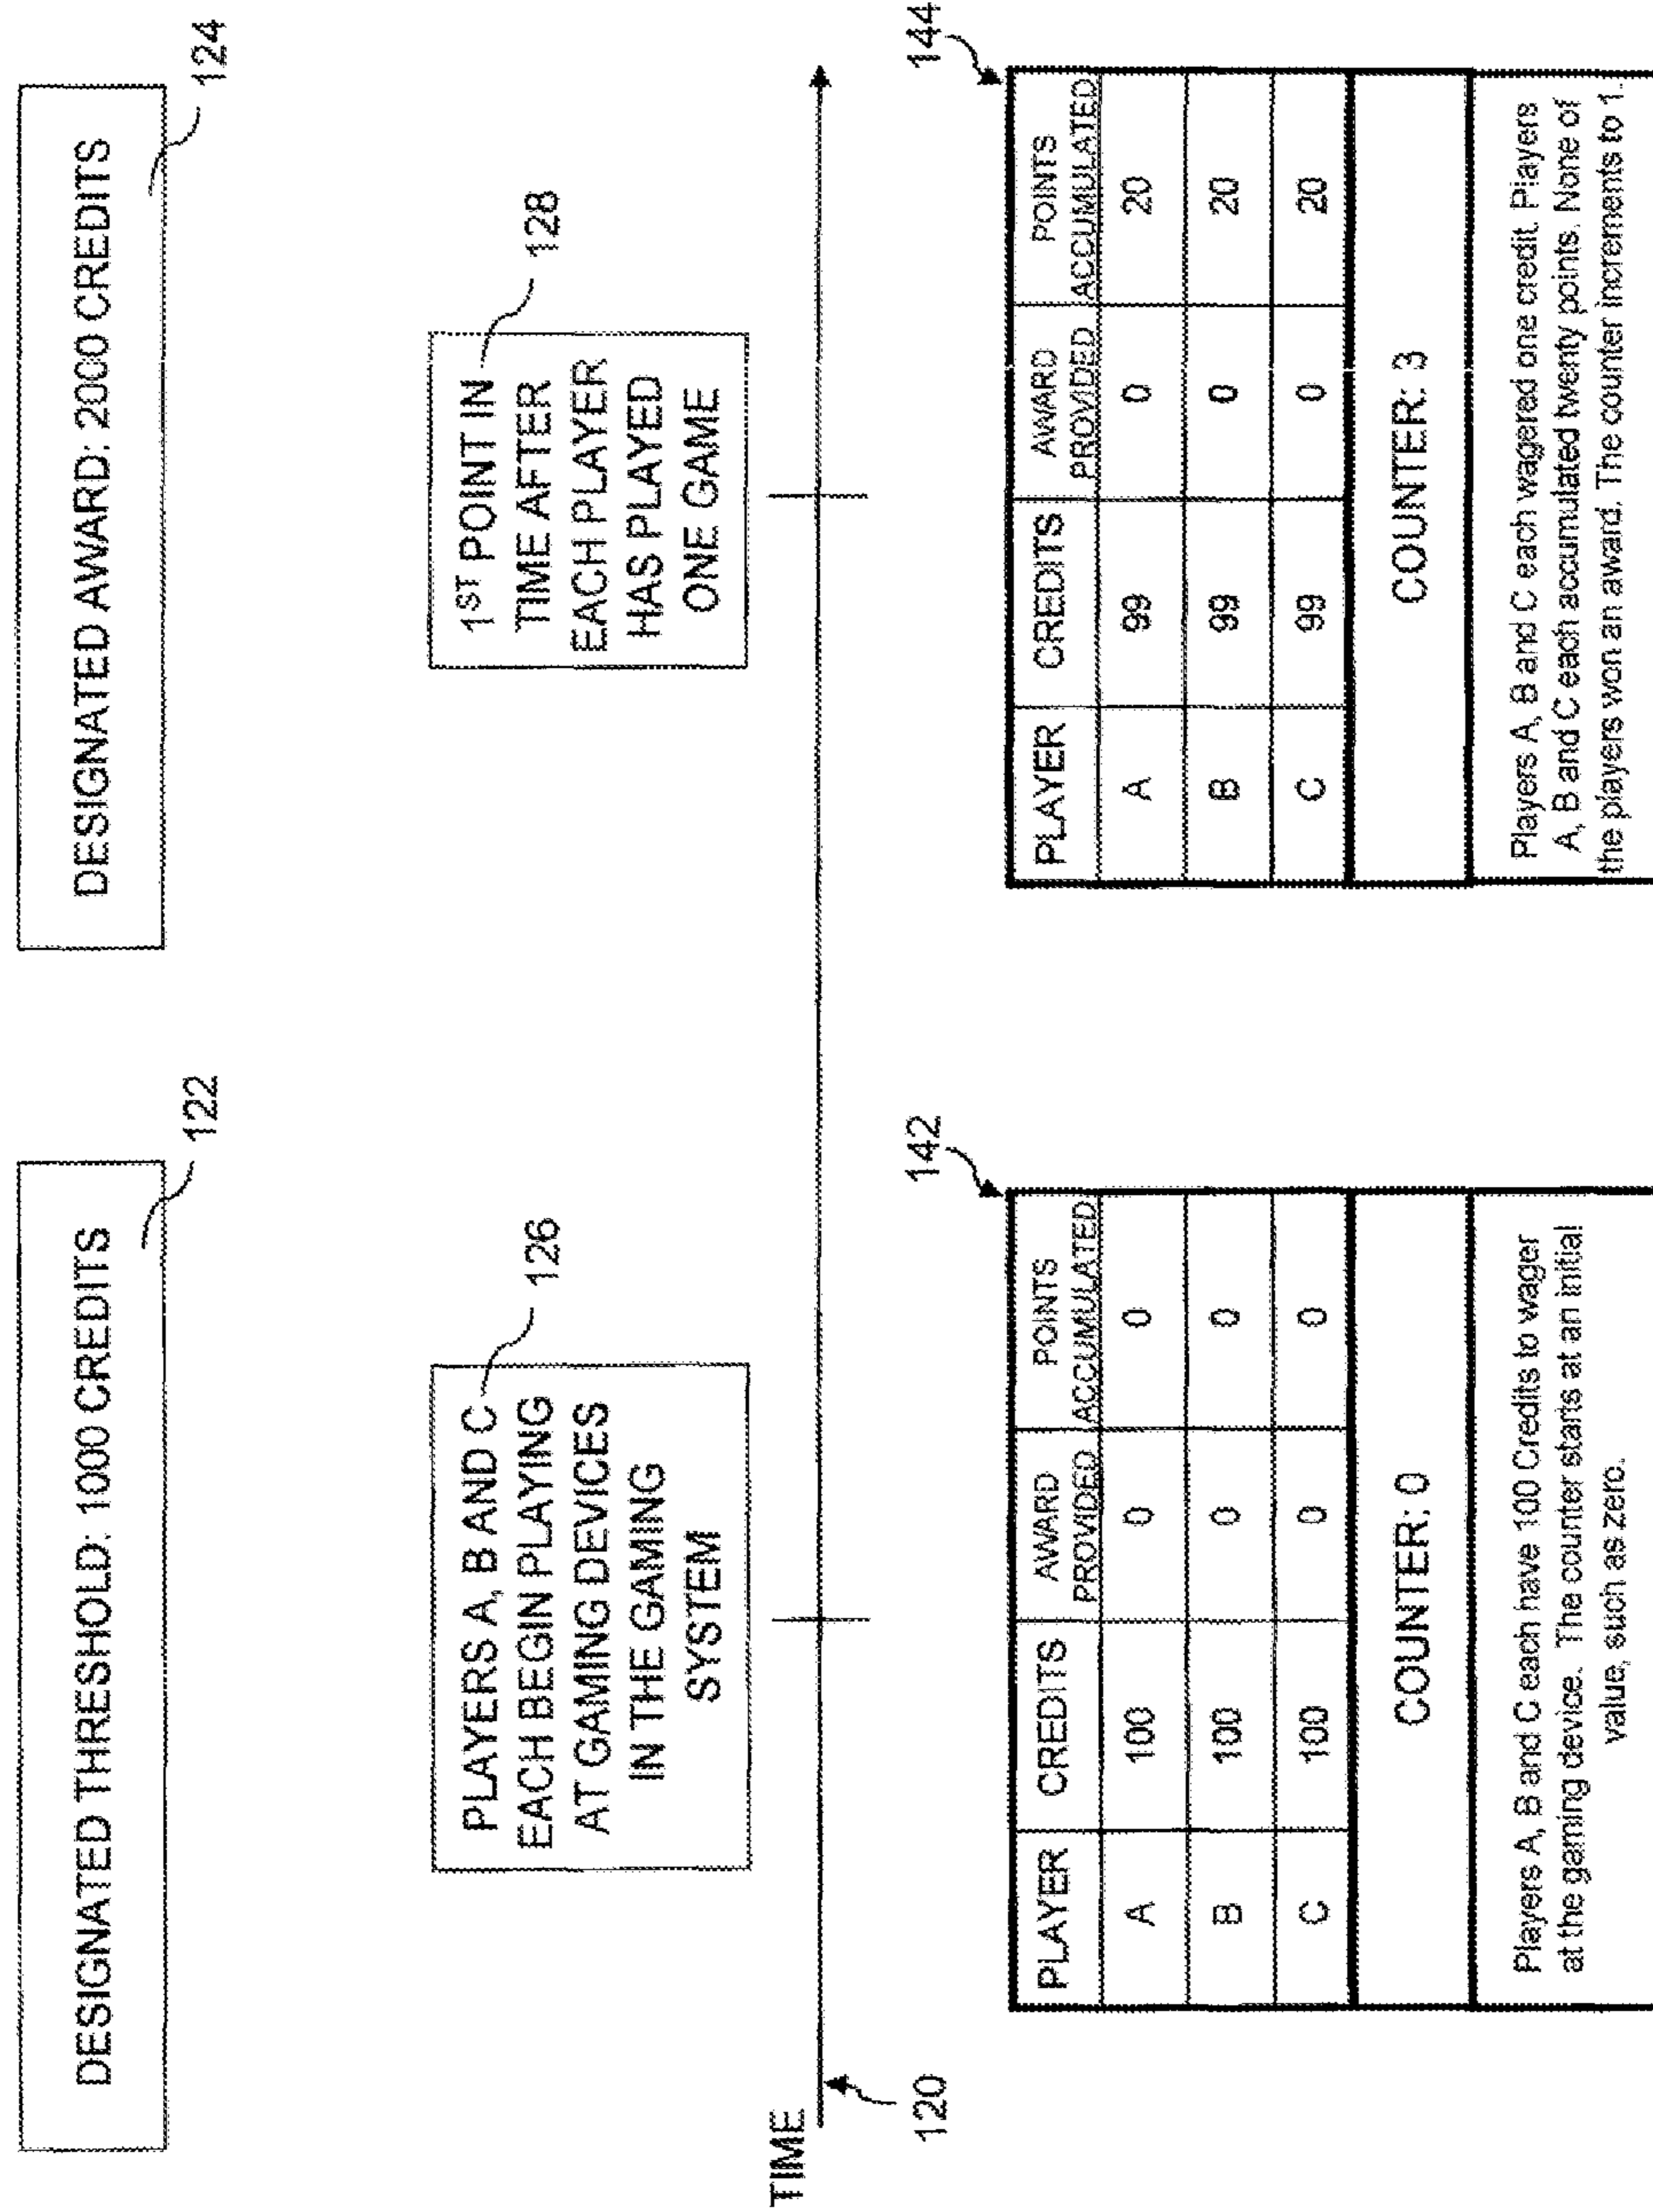 DESIGNATED THRESHOLD: 1000 CREDITS
122
DESIGNATED AWARD: 2000 CREDITS
124
PLAYERS A, B AND C
EACH BEGIN PLAYING
AT GAMING DEVICES
IN THE GAMING
SYSTEM
126
1ST POINT IN
TIME AFTER
EACH PLAYER
HAS PLAYED
ONE GAME
128
TIME
120
142
PLAYER CREDITS AWARD PROVIDED POINTS ACCUMULATED
A 100 0 0
B 100 0 0
C 100 0 0
COUNTER: 0
Players A, B and C each have 100 Credits to wager
at the gaming device. The counter starts at an initial
value, such as zero.
144
PLAYER CREDITS AWARD PROVIDED POINTS ACCUMULATED
A 99 0 20
B 99 0 20
C 99 0 20
COUNTER: 3
Players A, B and C each wagered one credit. Players
A, B and C each accumulated twenty points. None of
the players won an award. The counter increments to 1.